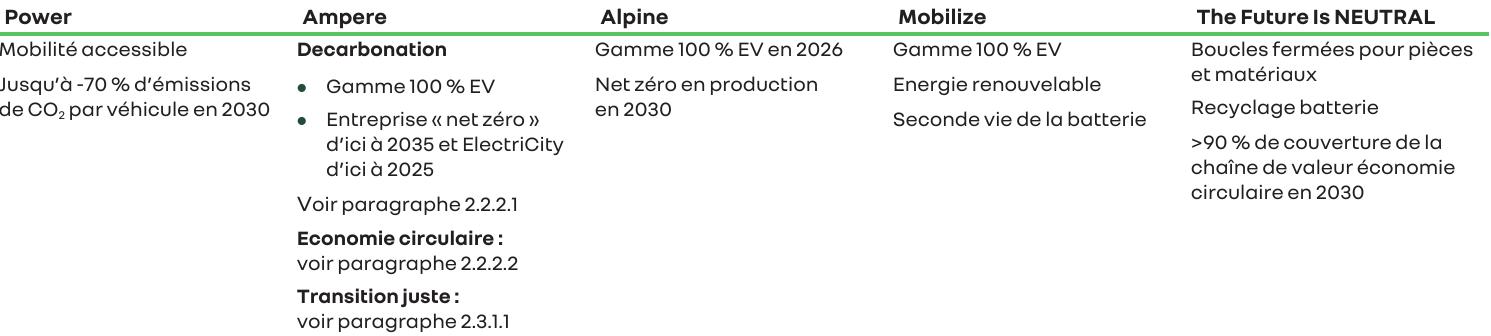 Power
Mobilité accessible
Jusqu’à -70 % d’émissions
de CO₂ par véhicule en 2030
Ampere
Decarbonation
• Gamme 100 % EV
• Entreprise « net zéro »
d’ici à 2035 et ElectriCity
d’ici à 2025
Voir paragraphe 2.2.2.1
Economie circulaire :
voir paragraphe 2.2.2.2
Transition juste :
voir paragraphe 2.3.1.1
Alpine
Gamme 100 % EV en 2026
Net zéro en production
en 2030
Mobilize
Gamme 100 % EV
Energie renouvelable
Seconde vie de la batterie
The Future Is NEUTRAL
Boucles fermées pour pièces
et matériaux
Recyclage batterie
>90 % de couverture de la
chaîne de valeur économie
circulaire en 2030